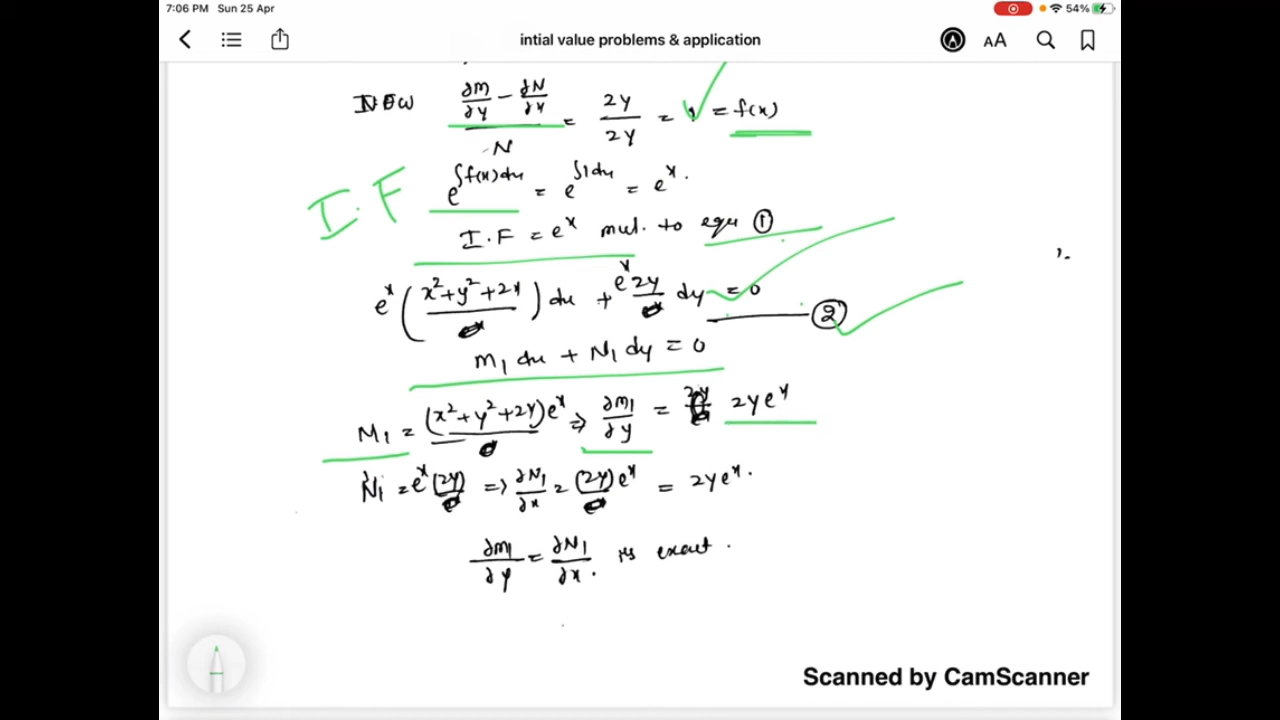 7:06 PM Sun 25 Apr 54%
intial value problems & application
AA
NOW (∂M/∂y − ∂N/∂x)/N = 2y/2y = 1 = f(x)
I.F e^∫f(x)dx = e^∫1dx = e^x.
I.F = e^x mul. to equ ①
e^x (x²+y²+2x) dx + e^x 2y dy = 0
②
m₁ dx + N₁ dy = 0
M₁ = (x²+y²+2x)e^x ⇒ ∂m₁/∂y = 2ye^x
N₁ = e^x(2y) ⇒ ∂N₁/∂x = (2y)e^x = 2ye^x.
∂m₁/∂y = ∂N₁/∂x. is exact.
Scanned by CamScanner